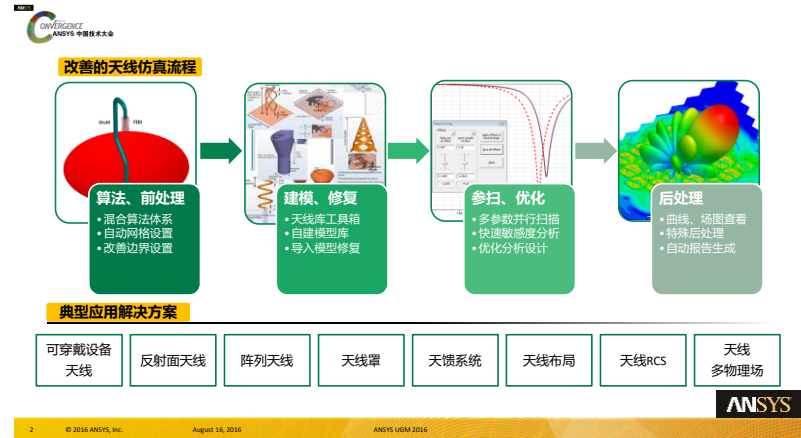 ANSYS
CONVERGENCE
ANSYS 中国技术大会
改善的天线仿真流程
MoM
FEBI
算法、前处理
• 混合算法体系
• 自动网格设置
• 改善边界设置
建模、修复
• 天线库工具箱
• 自建模型库
• 导入模型修复
参扫、优化
• 多参数并行扫描
• 快速敏感度分析
• 优化分析设计
后处理
• 曲线、场图查看
• 特殊后处理
• 自动报告生成
典型应用解决方案
可穿戴设备
天线
反射面天线
阵列天线
天线罩
天馈系统
天线布局
天线RCS
天线
多物理场
ANSYS
2 © 2016 ANSYS, Inc. August 16, 2016 ANSYS UGM 2016